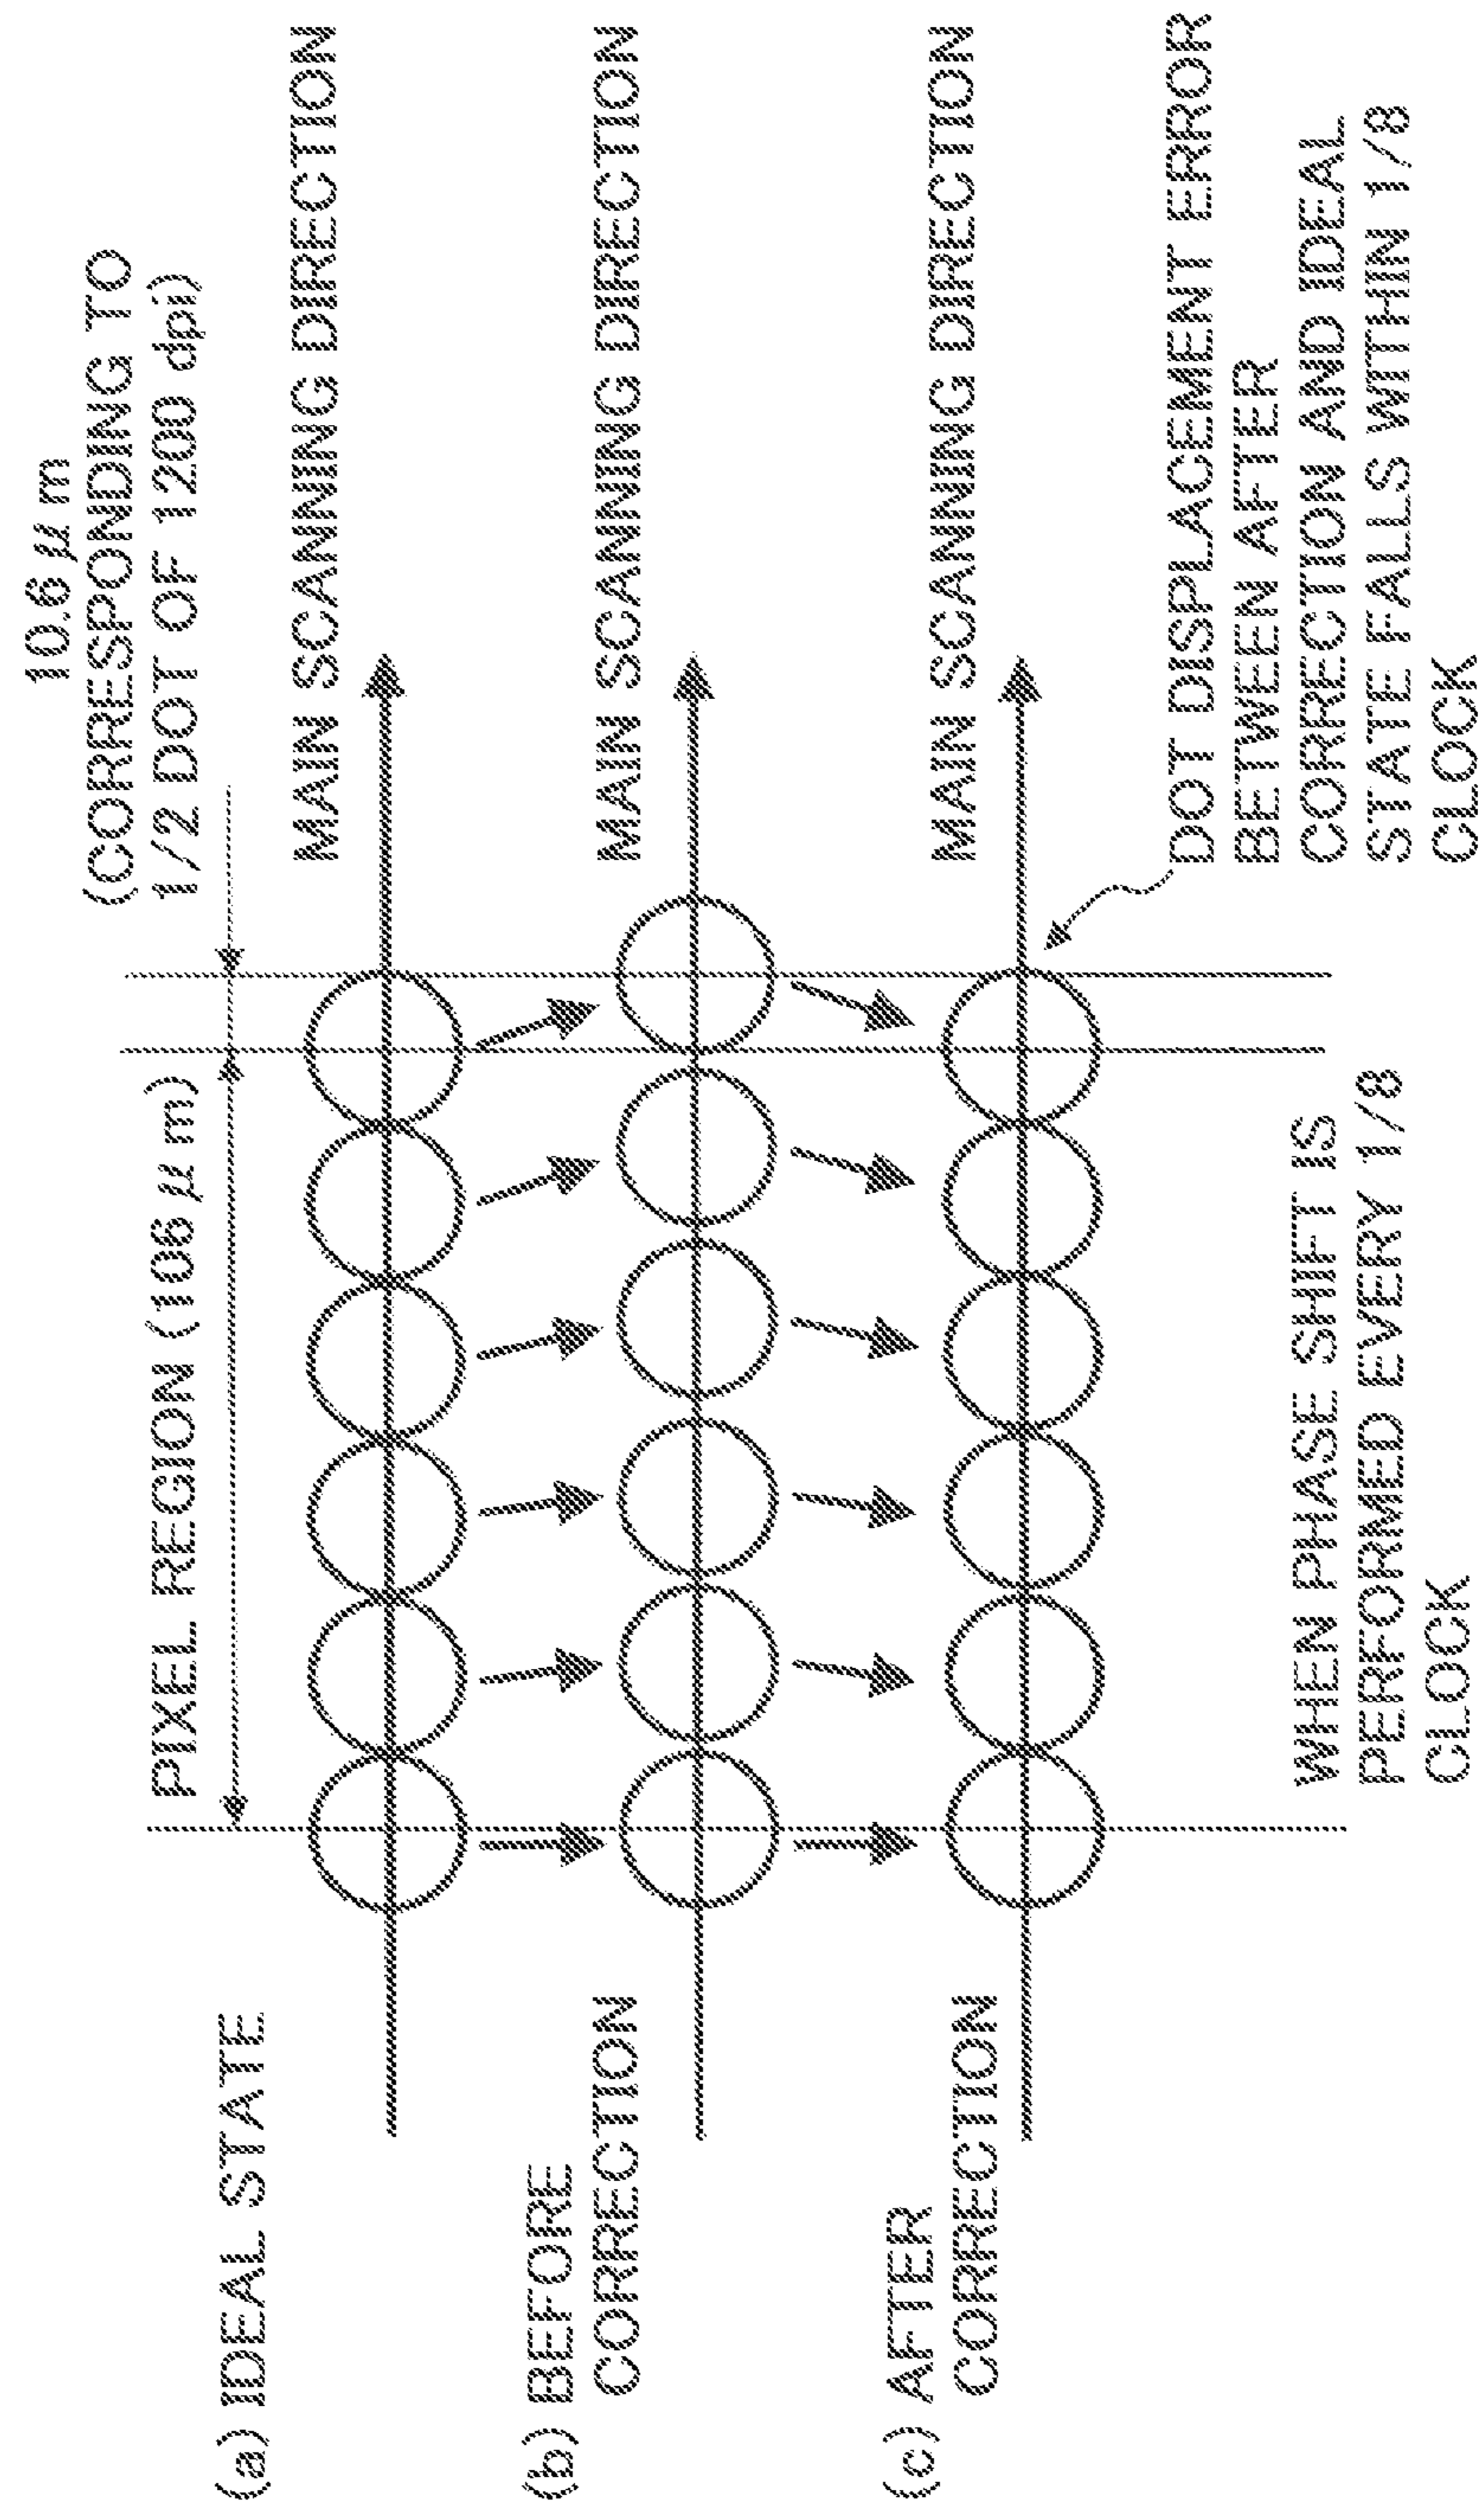 10.6 μm
(CORRESPONDING TO
1/2 DOT OF 1200 dpi)
PIXEL REGION (106 μm)
(a) IDEAL STATE
MAIN SCANNING DIRECTION
(b) BEFORE
CORRECTION
MAIN SCANNING DIRECTION
(c) AFTER
CORRECTION
MAIN SCANNING DIRECTION
WHEN PHASE SHIFT IS
PERFORMED EVERY 1/8
CLOCK
DOT DISPLACEMENT ERROR
BETWEEN AFTER
CORRECTION AND IDEAL
STATE FALLS WITHIN 1/8
CLOCK